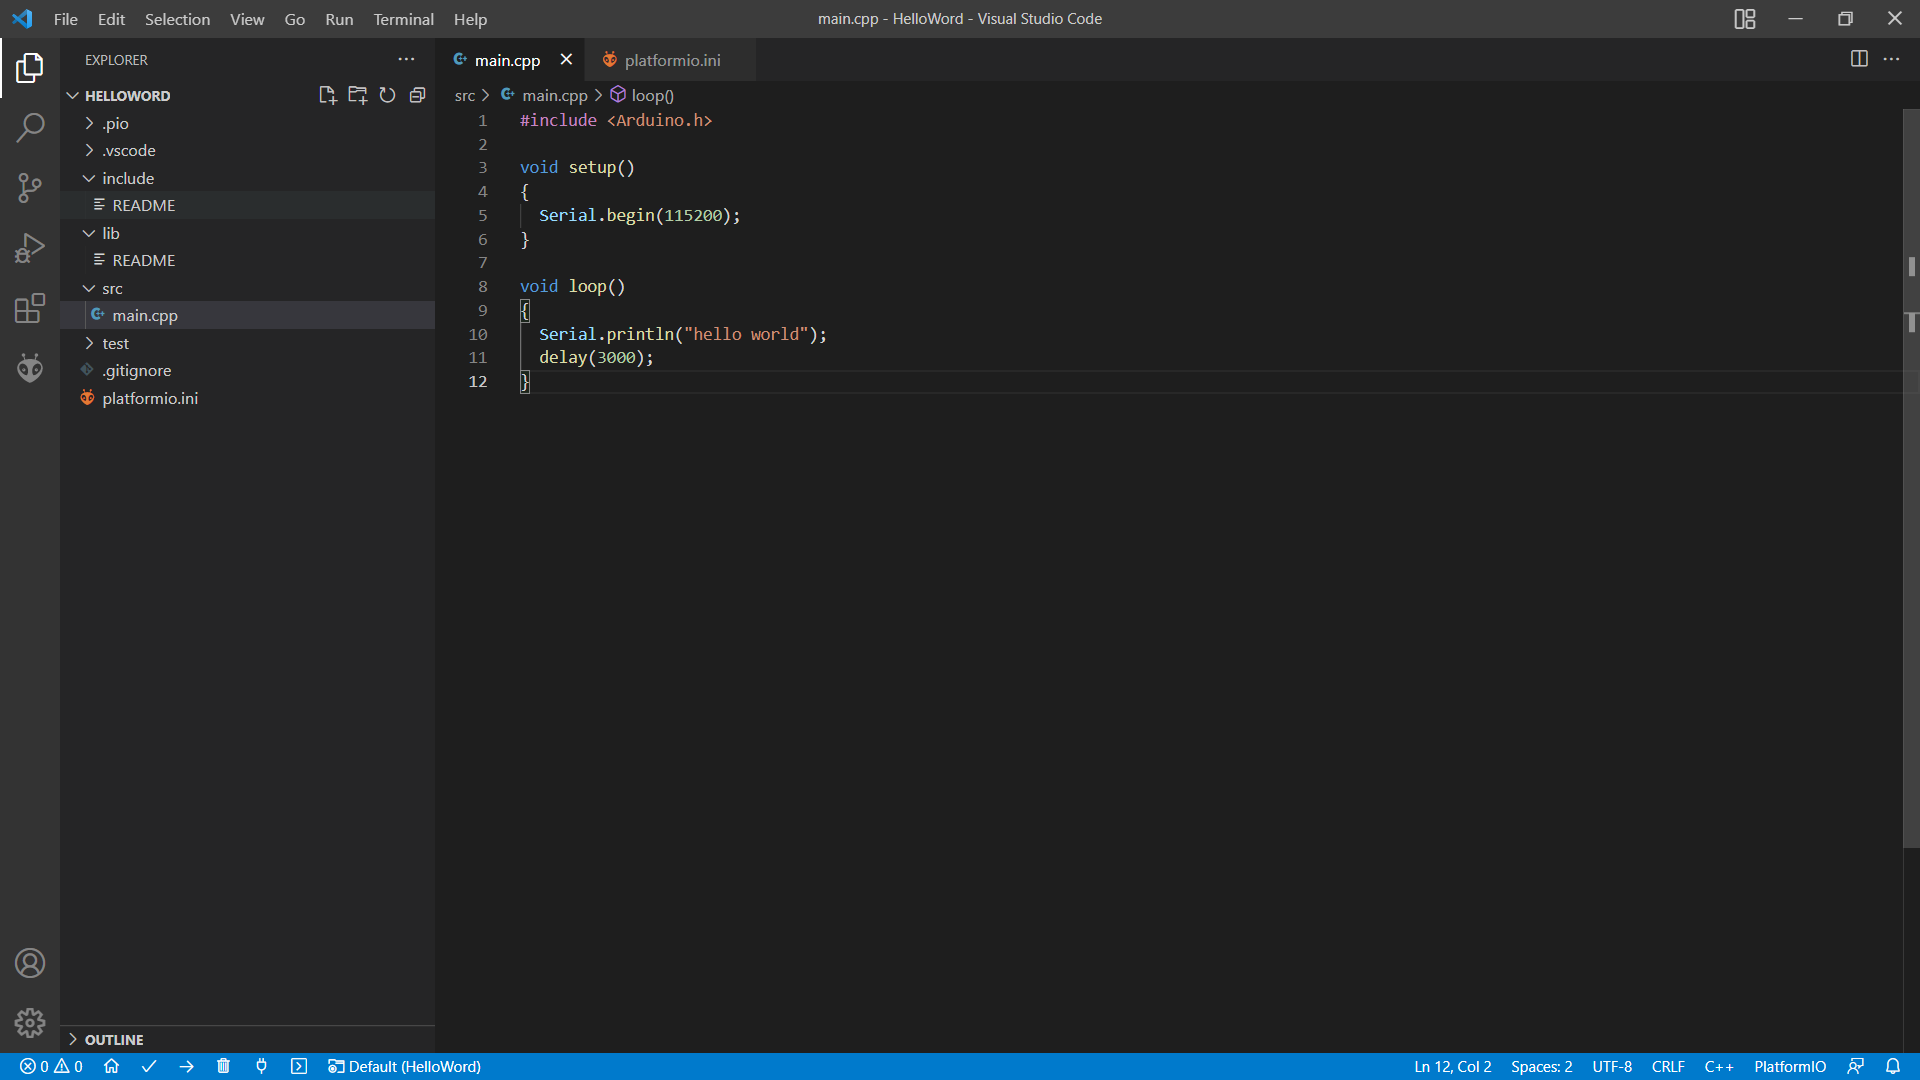 File Edit Selection View Go Run Terminal Help
main.cpp - HelloWord - Visual Studio Code
EXPLORER
HELLOWORD
.pio
.vscode
include
README
lib
README
src
main.cpp
test
.gitignore
platformio.ini
OUTLINE
main.cpp
platformio.ini
src main.cpp loop()
1 #include <Arduino.h>
2
3 void setup()
4 {
5 Serial.begin(115200);
6 }
7
8 void loop()
9 {
10 Serial.println("hello world");
11 delay(3000);
12 }
0 0 Default (HelloWord) Ln 12, Col 2 Spaces: 2 UTF-8 CRLF C++ PlatformIO